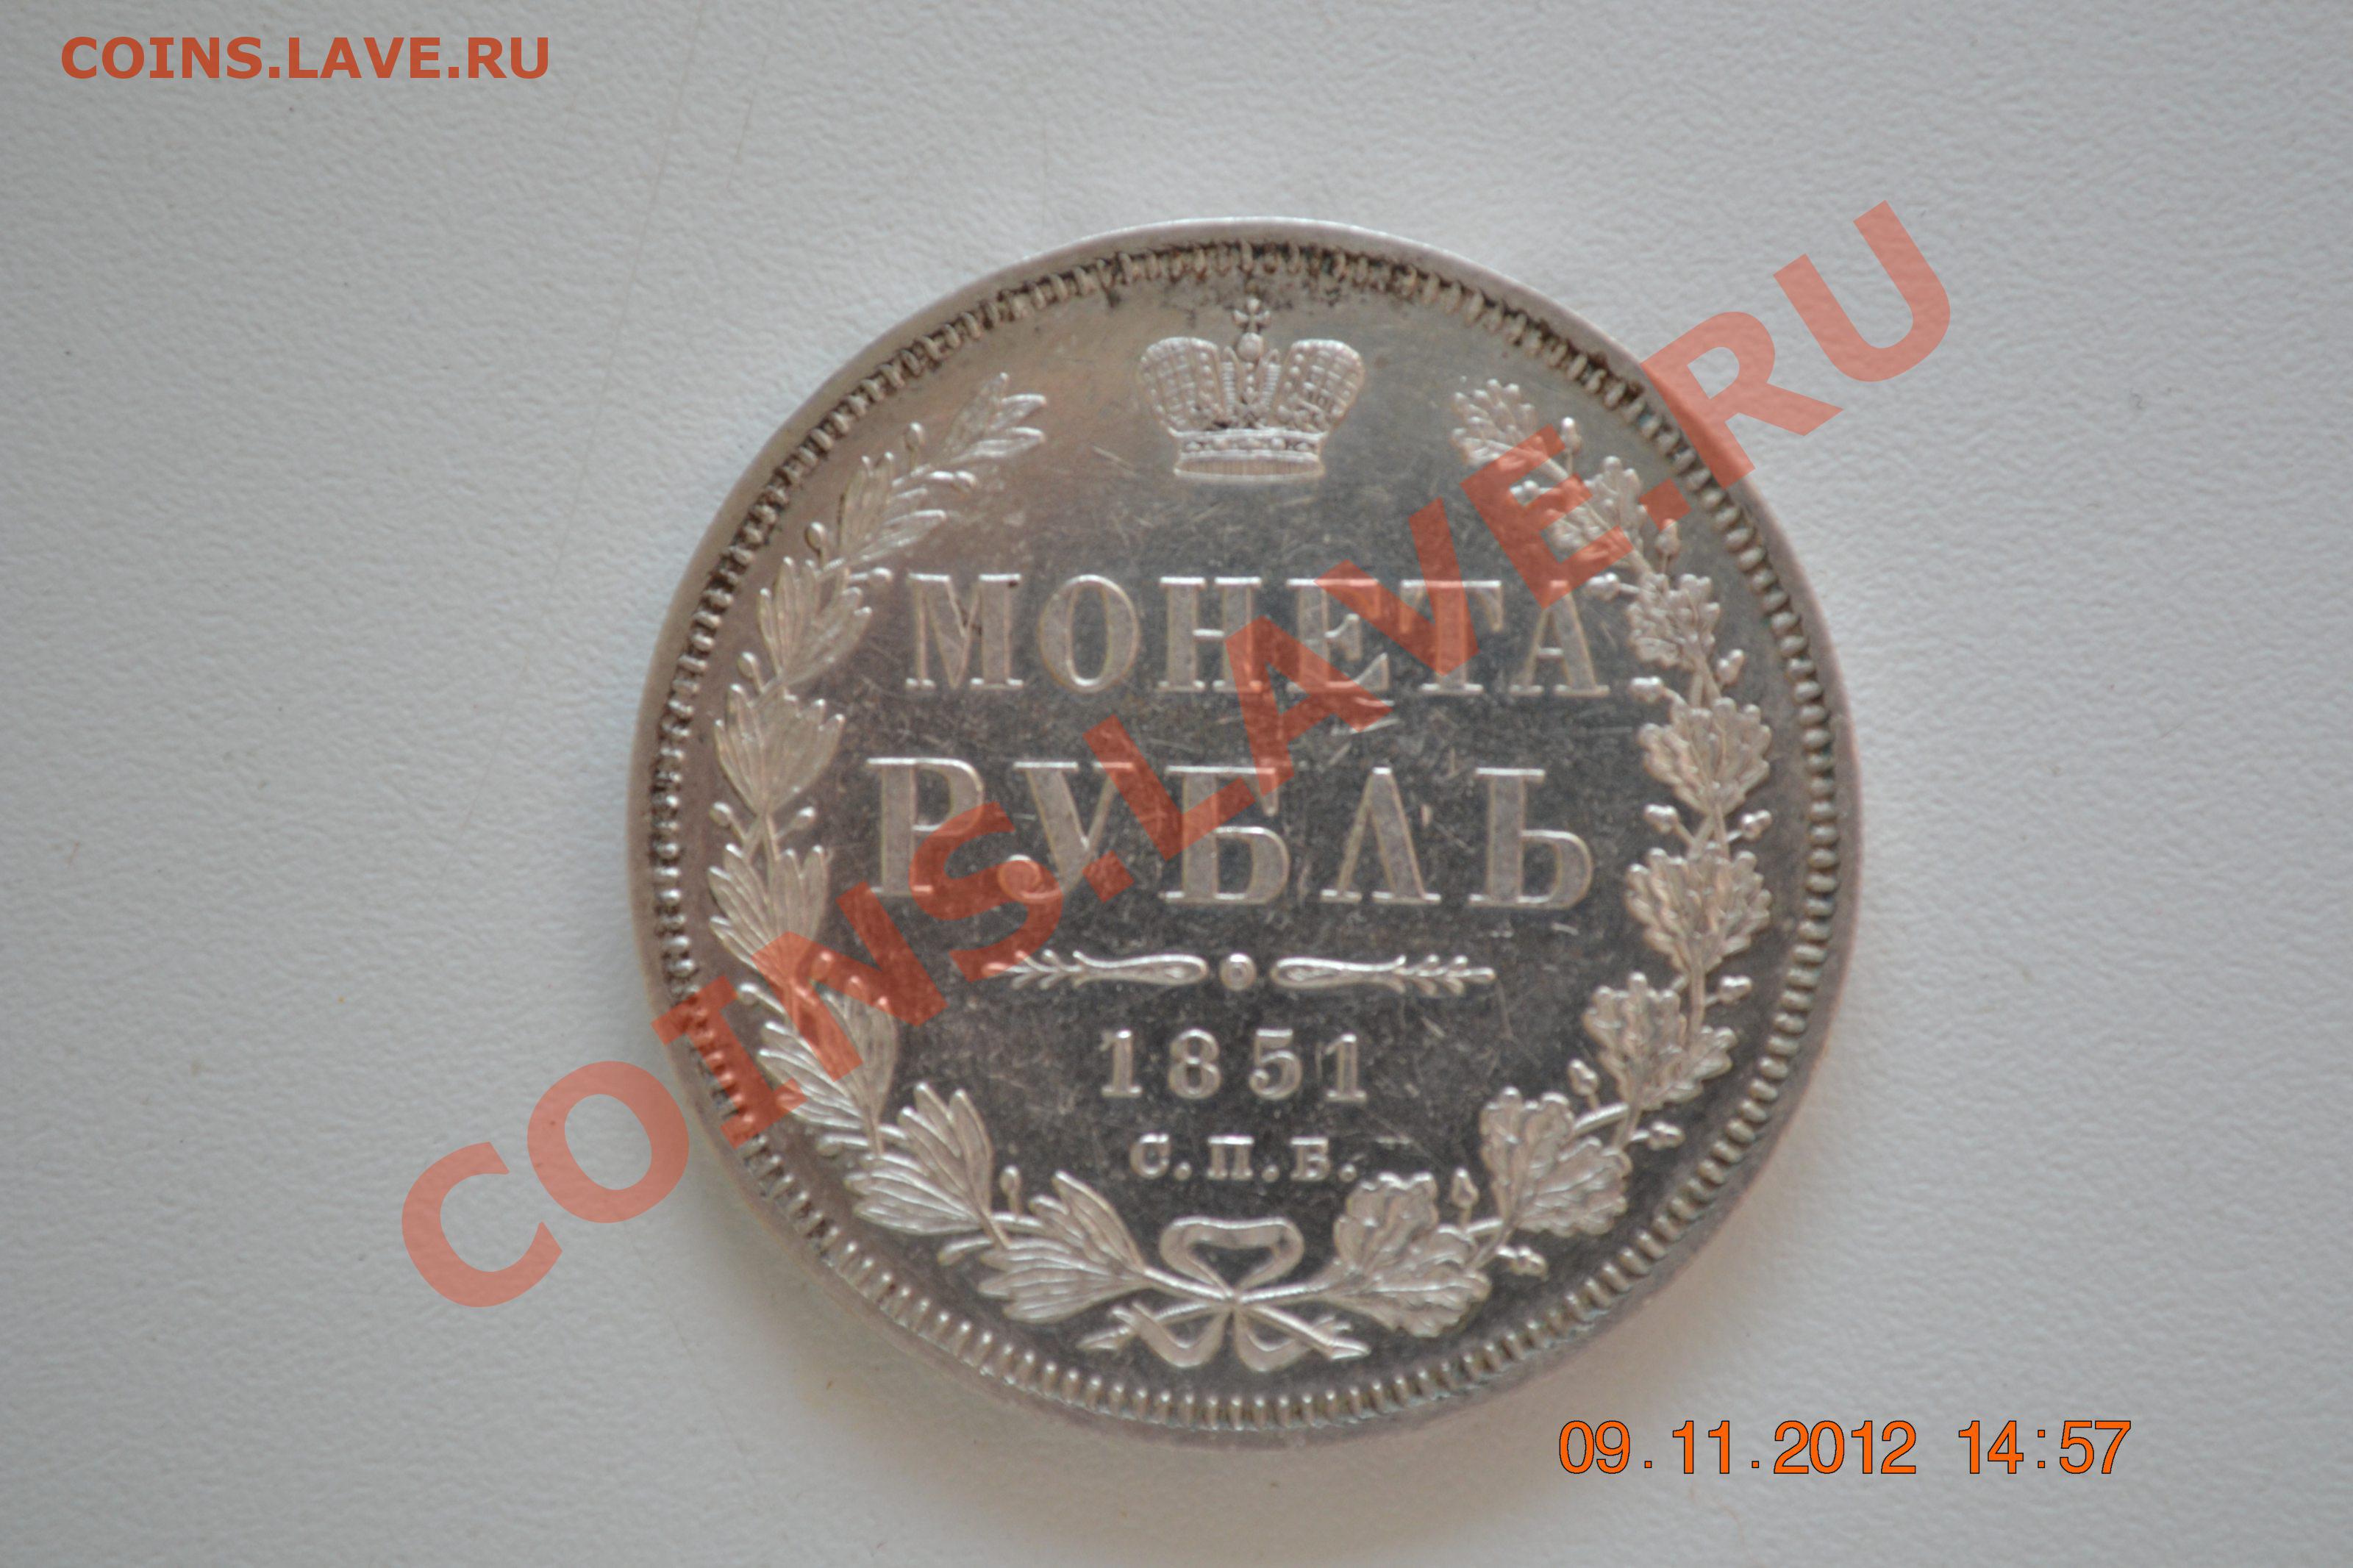 COINS.LAVE.RU
МОНЕТА
РУБЛЬ
1851
С.П.Б.
COINS.LAVE.RU
09.11.2012 14:57